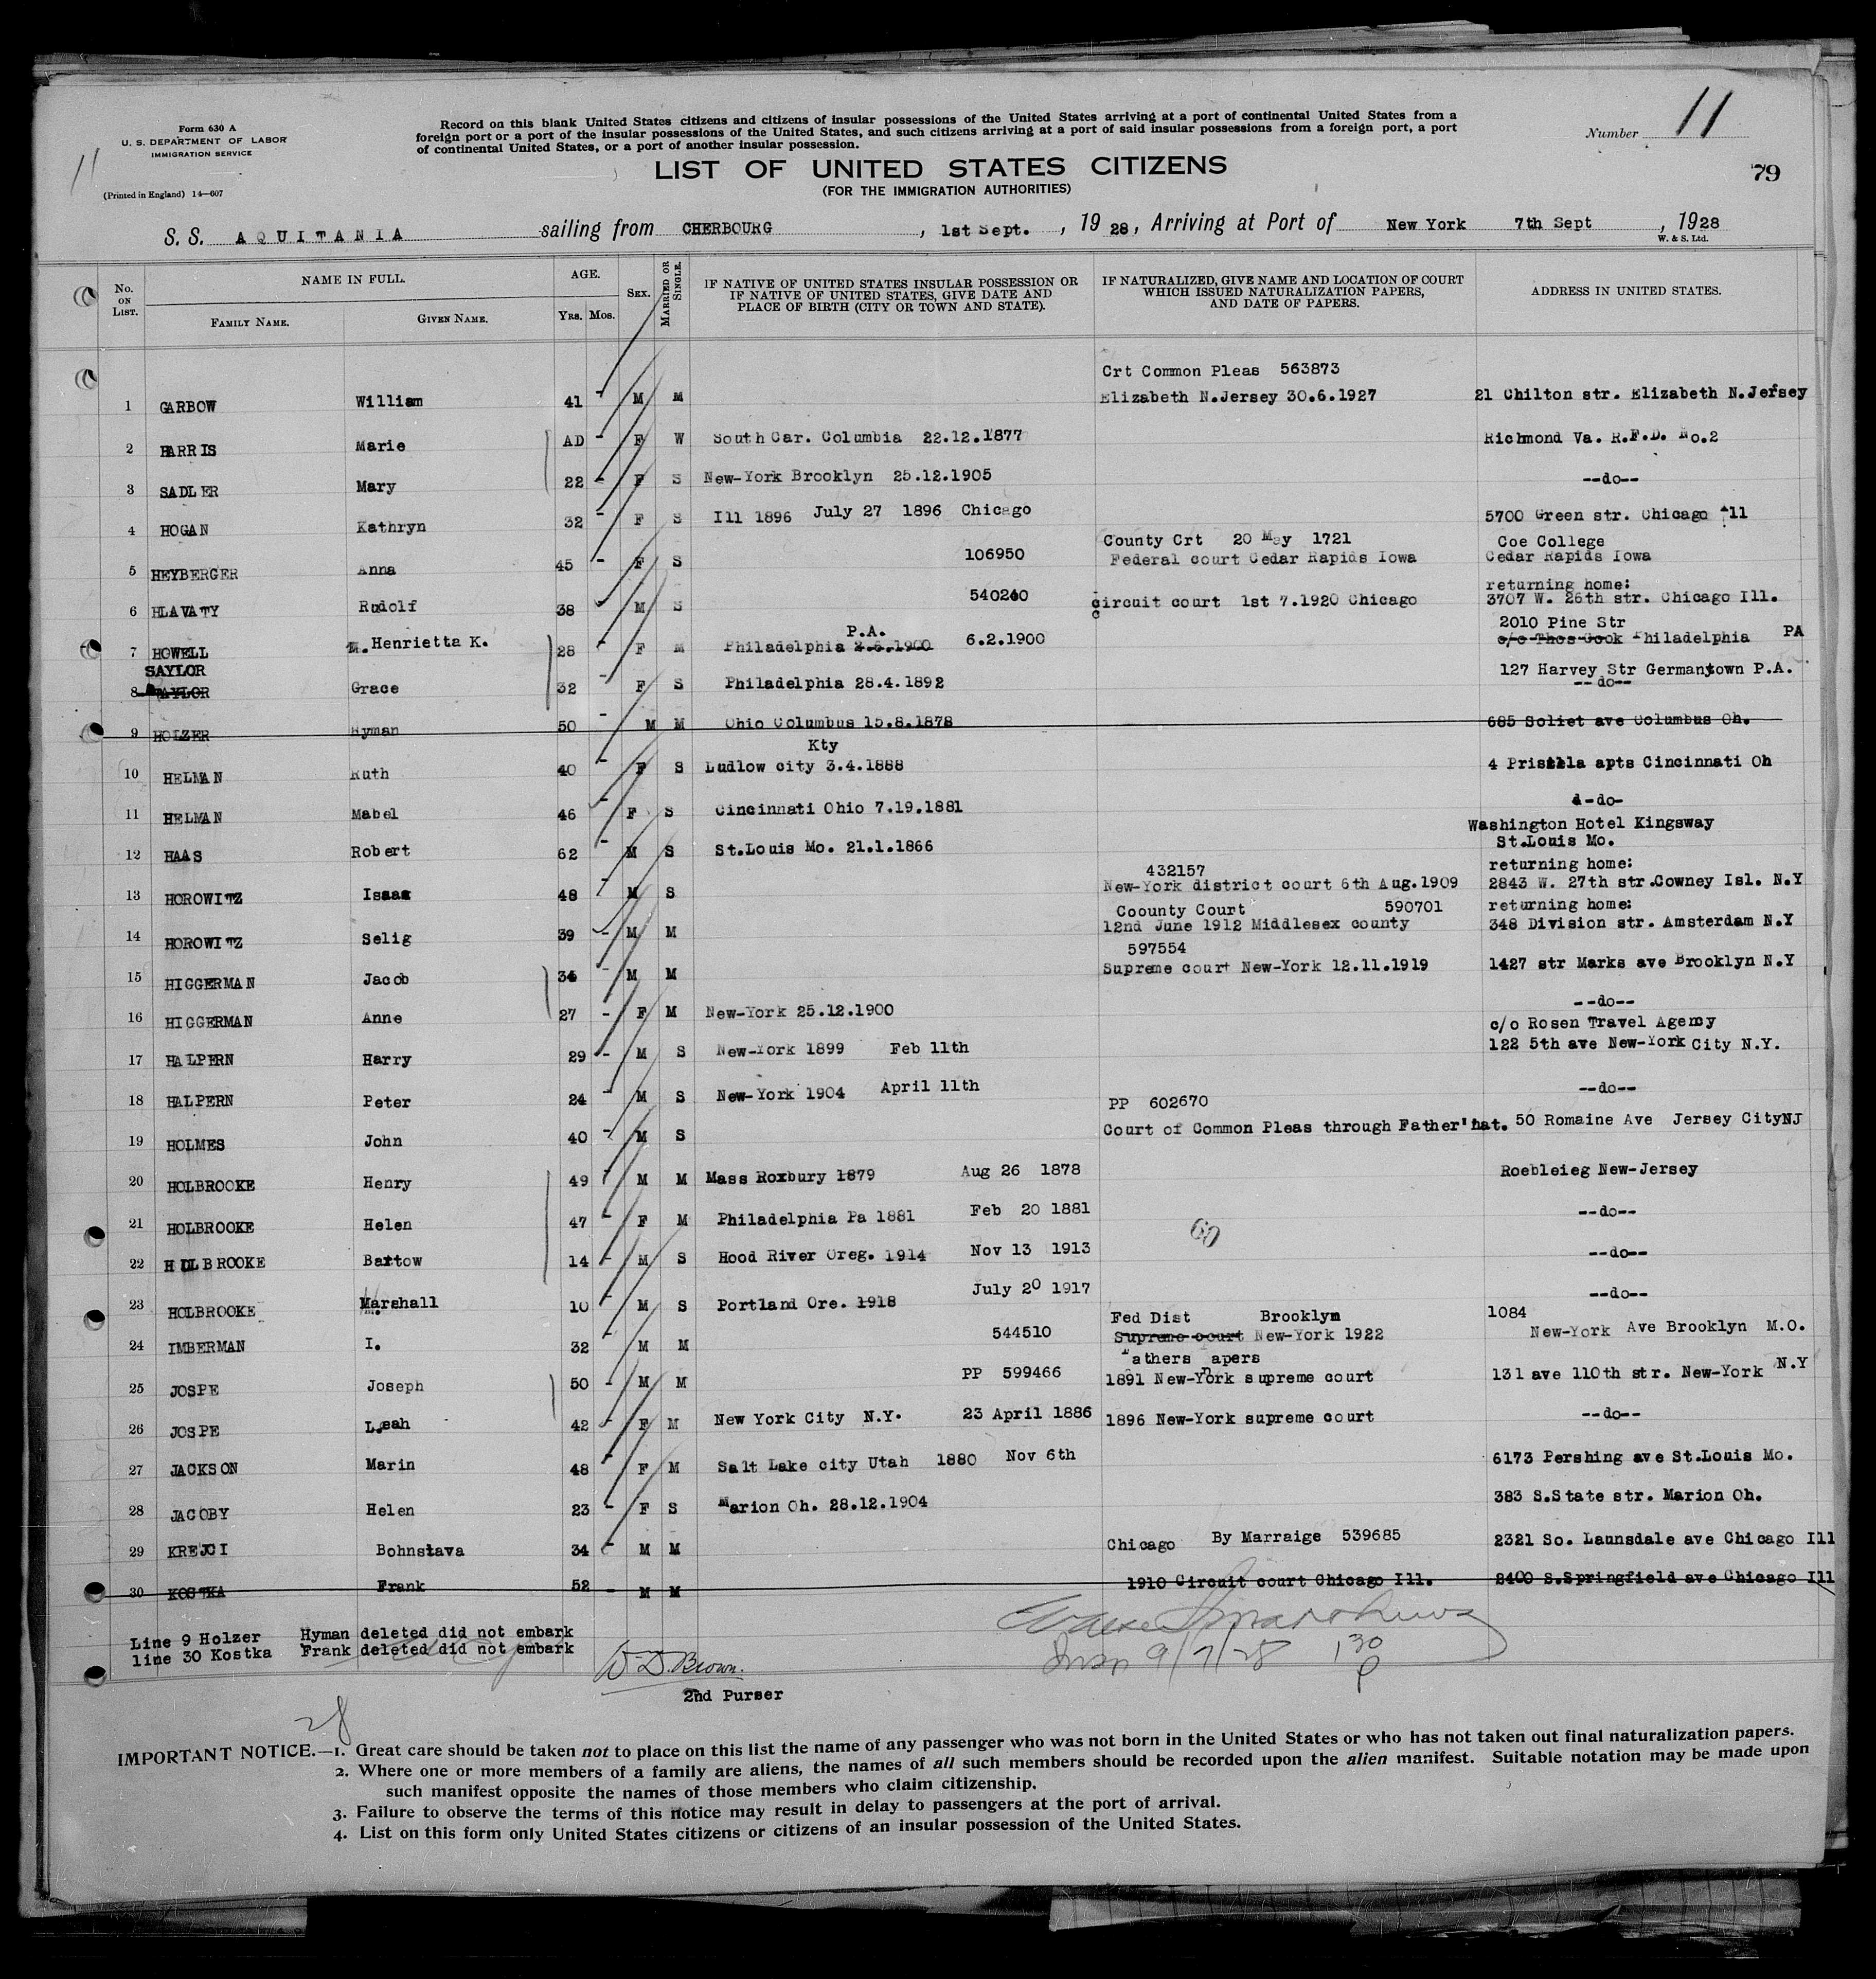 Form 630 A
U. S. DEPARTMENT OF LABOR
IMMIGRATION SERVICE
(Printed in England) 14—607
11
Record on this blank United States citizens and citizens of insular possessions of the United States arriving at a port of continental United States from a
foreign port or a port of the insular possessions of the United States, and such citizens arriving at a port of said insular possessions from a foreign port, a port
of continental United States, or a port of another insular possession.
Number 11
LIST OF UNITED STATES CITIZENS
(FOR THE IMMIGRATION AUTHORITIES)
79
S. S. AQUITANIA sailing from CHERBOURG, 1st Sept., 1928, Arriving at Port of New York 7th Sept, 1928
W. & S. Ltd.
No. ON LIST. NAME IN FULL. FAMILY NAME. GIVEN NAME. AGE. YRS. MOS. SEX. MARRIED OR SINGLE. IF NATIVE OF UNITED STATES INSULAR POSSESSION OR IF NATIVE OF UNITED STATES, GIVE DATE AND PLACE OF BIRTH (CITY OR TOWN AND STATE). IF NATURALIZED, GIVE NAME AND LOCATION OF COURT WHICH ISSUED NATURALIZATION PAPERS, AND DATE OF PAPERS. ADDRESS IN UNITED STATES.
Crt Common Pleas 563873
1 GARBOW William 41 - M M Elizabeth N.Jersey 30.6.1927 21 Chilton str. Elizabeth N.Jersey
2 HARRIS Marie AD - F W South Car. Columbia 22.12.1877 Richmond Va. R.F.D. No.2
3 SADLER Mary 22 - F S New-York Brooklyn 25.12.1905 --do--
4 HOGAN Kathryn 32 - F S Ill 1896 July 27 1896 Chicago 5700 Green str. Chicago Ill
County Crt 20 May 1721 Coe College
5 HEYBERGER Anna 45 - F S 106950 Federal court Cedar Rapids Iowa Cedar Rapids Iowa
returning home:
6 HLAVATY Rudolf 38 - M S 540260 circuit court 1st 7.1920 Chicago 3707 W. 26th str. Chicago Ill.
P.A. 2010 Pine Str
7 HOWELL Henrietta K. 28 - F M Philadelphia 2.6.1900 6.2.1900 c/o Thos Cook Philadelphia PA
SAYLOR 127 Harvey Str Germantown P.A.
8 TAYLOR Grace 32 F S Philadelphia 28.4.1892 --do--
9 HOLZER Hyman 50 - M M Ohio Columbus 15.8.1878 685 Soliet ave Columbus Oh.
Kty
10 HELMAN Ruth 40 - F S Ludlow city 3.4.1888 4 Prisilla apts Cincinnati Oh
11 HELMAN Mabel 46 - F S Cincinnati Ohio 7.19.1881 -do-
Washington Hotel Kingsway
12 HAAS Robert 62 - M S St.Louis Mo. 21.1.1866 St.Louis Mo.
432157 returning home:
13 HOROWITZ Isaac 48 - M S New-York district court 6th Aug.1909 2843 W. 27th str.Cowney Isl. N.Y
Coounty Court 590701 returning home:
14 HOROWITZ Selig 39 - M M 12nd June 1912 Middlesex county 348 Division str. Amsterdam N.Y
597554
15 HIGGERMAN Jacob 34 - M M Supreme court New-York 12.11.1919 1427 str Marks ave Brooklyn N.Y
16 HIGGERMAN Anne 27 - F M New-York 25.12.1900 --do--
c/o Rosen Travel Agency
17 HALPERN Harry 29 - M S New-York 1899 Feb 11th 122 5th ave New-York City N.Y.
18 HALPERN Peter 24 - M S New-York 1904 April 11th --do--
PP 602670
19 HOLMES John 40 - M S Court of Common Pleas through Father'nat. 50 Romaine Ave Jersey CityNJ
20 HOLBROOKE Henry 49 - M M Mass Roxbury 1879 Aug 26 1878 Roebleieg New-Jersey
21 HOLBROOKE Helen 47 - F M Philadelphia Pa 1881 Feb 20 1881 --do--
60
22 HOLBROOKE Bartow 14 - M S Hood River Oreg. 1914 Nov 13 1913 --do--
23 HOLBROOKE Marshall 10 - M S Portland Ore. 1918 July 20 1917 --do--
Fed Dist Brooklyn 1084
24 IMBERMAN I. 32 - M M 544510 Supreme court New-York 1922 New-York Ave Brooklyn M.O.
Fathers papers
25 JOSPE Joseph 50 - M M PP 599466 1891 New-York supreme court 131 ave 110th str. New-York N.Y
26 JOSPE Leah 42 - F M New York City N.Y. 23 April 1886 1896 New-York supreme court --do--
27 JACKSON Marin 48 - F M Salt Lake city Utah 1880 Nov 6th 6173 Pershing ave St.Louis Mo.
28 JACOBY Helen 23 - F S Marion Oh. 28.12.1904 383 S.State str. Marion Oh.
29 KREJCI Bohnslava 34 - M M Chicago By Marraige 539685 2321 So. Lannsdale ave Chicago Ill
30 KOSTKA Frank 52 - M M 1910 Circuit court Chicago Ill. 2400 S.Springfield ave Chicago Ill
Line 9 Holzer Hyman deleted did not embark
line 30 Kostka Frank deleted did not embark
W. D. Brown.
2nd Purser
9/7/28 1 30 P
28
IMPORTANT NOTICE.—1. Great care should be taken not to place on this list the name of any passenger who was not born in the United States or who has not taken out final naturalization papers.
2. Where one or more members of a family are aliens, the names of all such members should be recorded upon the alien manifest. Suitable notation may be made upon
such manifest opposite the names of those members who claim citizenship.
3. Failure to observe the terms of this notice may result in delay to passengers at the port of arrival.
4. List on this form only United States citizens or citizens of an insular possession of the United States.